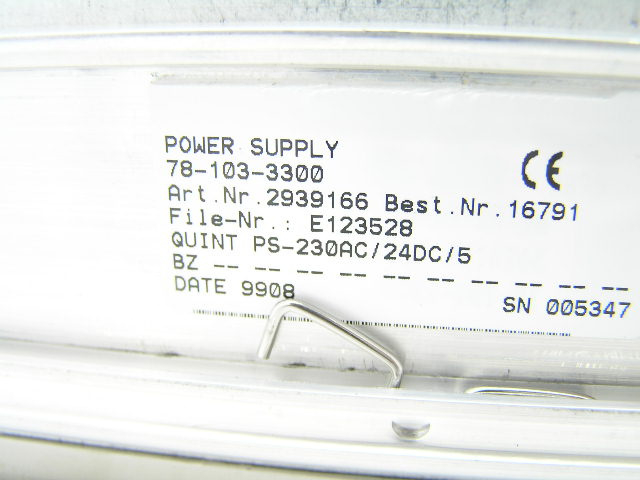 POWER SUPPLY
78-103-3300
CE
Art.Nr.2939166 Best.Nr.16791
File-Nr.: E123528
QUINT PS-230AC/24DC/5
BZ -- -- -- -- -- -- -- -- -- --
DATE 9908
SN 005347